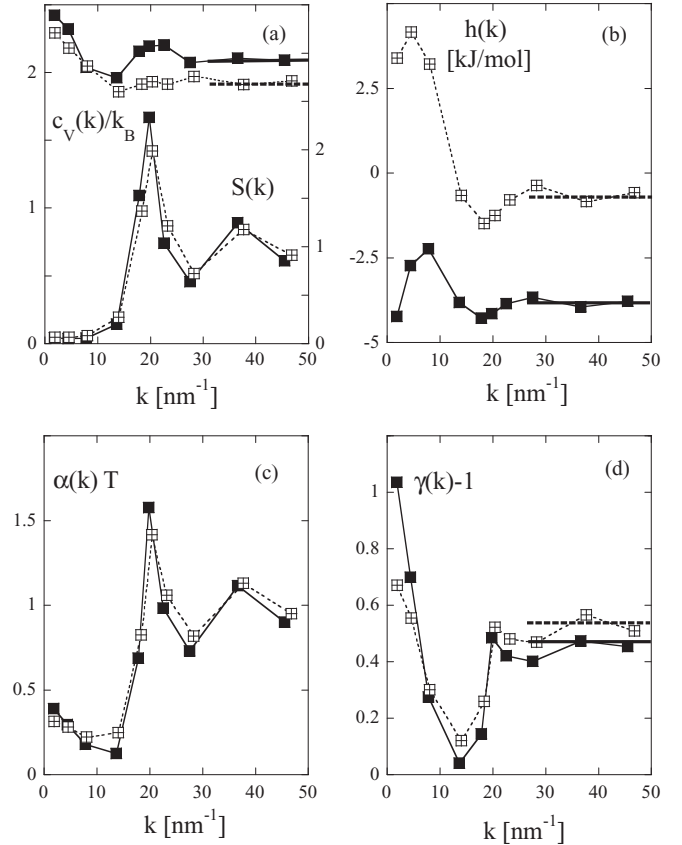 (a)
2
c_V(k)/k_B
2
1
S(k)
1
0
0
0 10 20 30 40 50
k [nm⁻¹]
(b)
h(k)
[kJ/mol]
2.5
0
-2.5
-5
0 10 20 30 40 50
k [nm⁻¹]
(c)
α(k) T
1.5
1
0.5
0
0 10 20 30 40 50
k [nm⁻¹]
(d)
γ(k)-1
1
0.8
0.6
0.4
0.2
0
0 10 20 30 40 50
k [nm⁻¹]